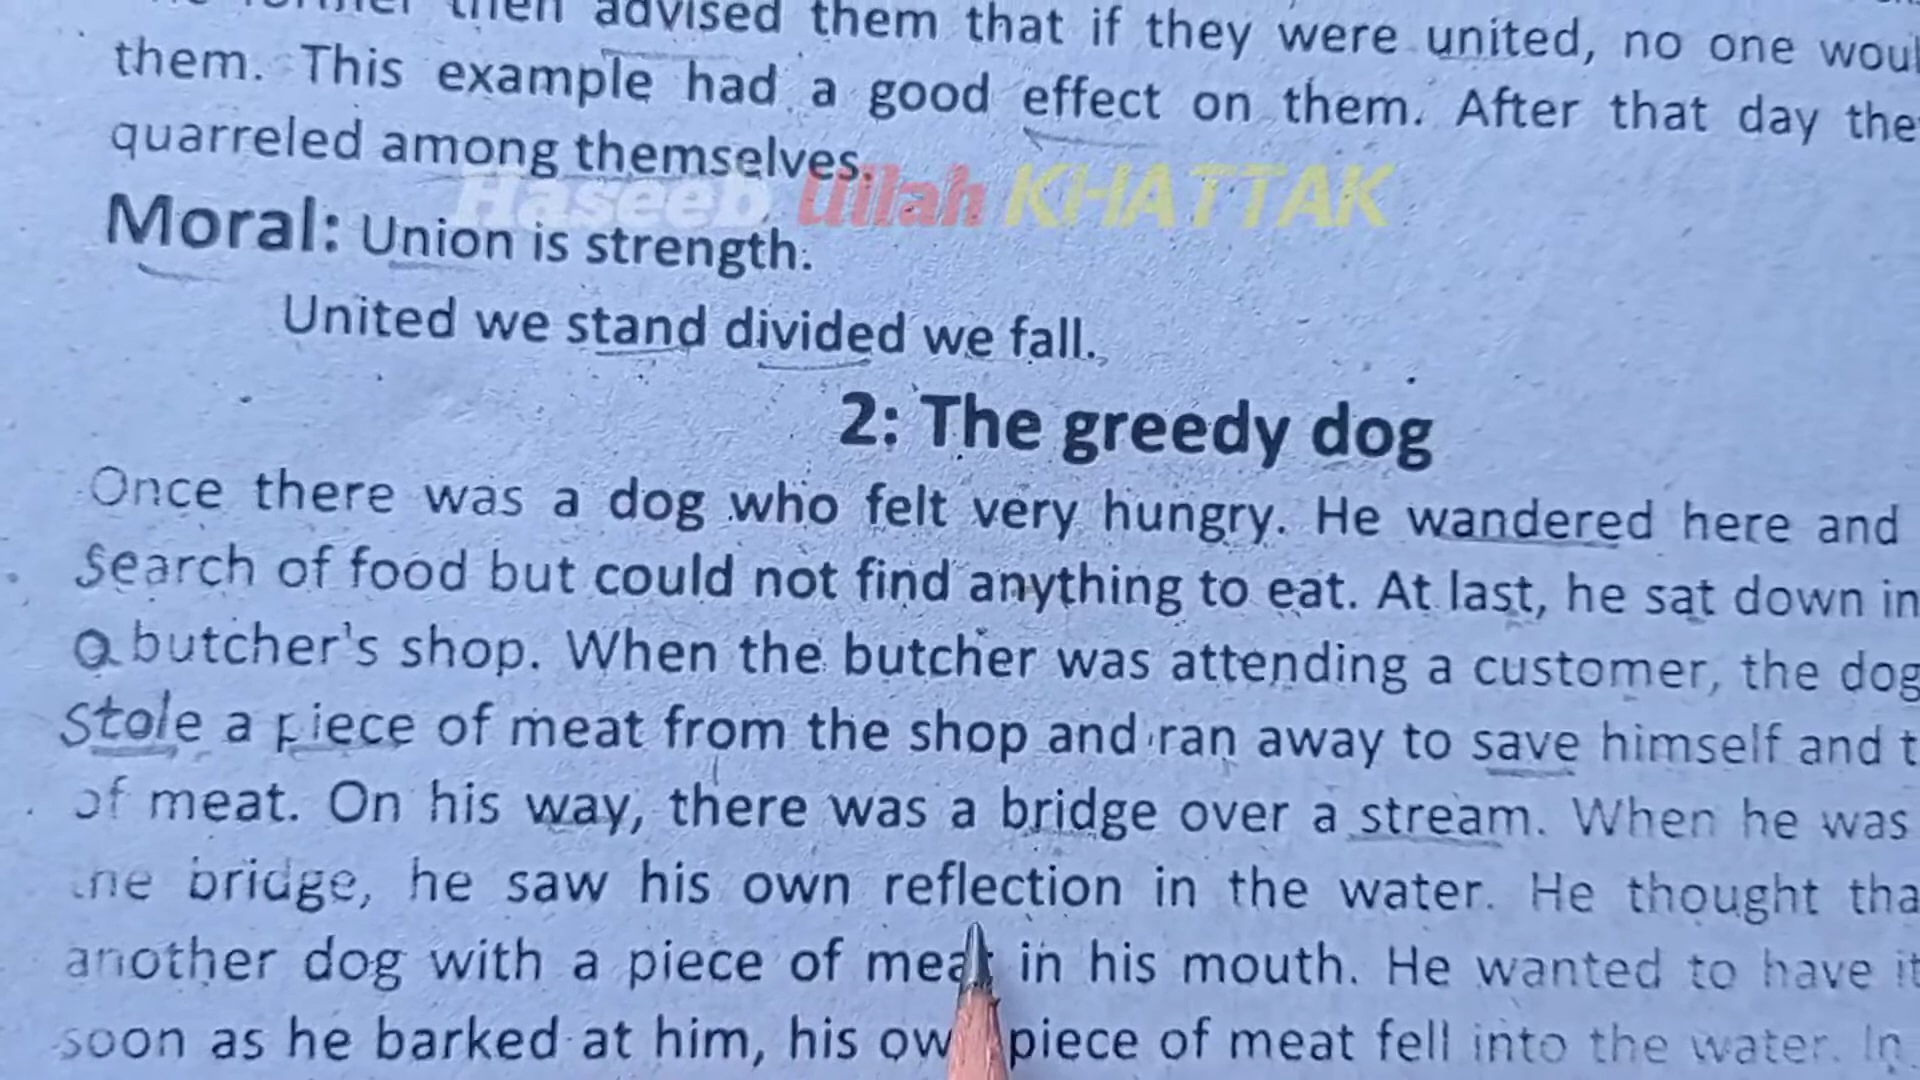 then advised them that if they were united, no one
them. This example had a good effect on them. After that day
quarreled among themselves.
Haseeb Ullah KHATTAK
Moral: Union is strength.
United we stand divided we fall.
2: The greedy dog
Once there was a dog who felt very hungry. He wandered here and
Search of food but could not find anything to eat. At last, he sat down in
a butcher's shop. When the butcher was attending a customer, the dog
Stole a piece of meat from the shop and ran away to save himself and
of meat. On his way, there was a bridge over a stream. When he was
the bridge, he saw his own reflection in the water. He thought
another dog with a piece of meat in his mouth. He wanted to have it
soon as he barked at him, his own piece of meat fell into the water. In